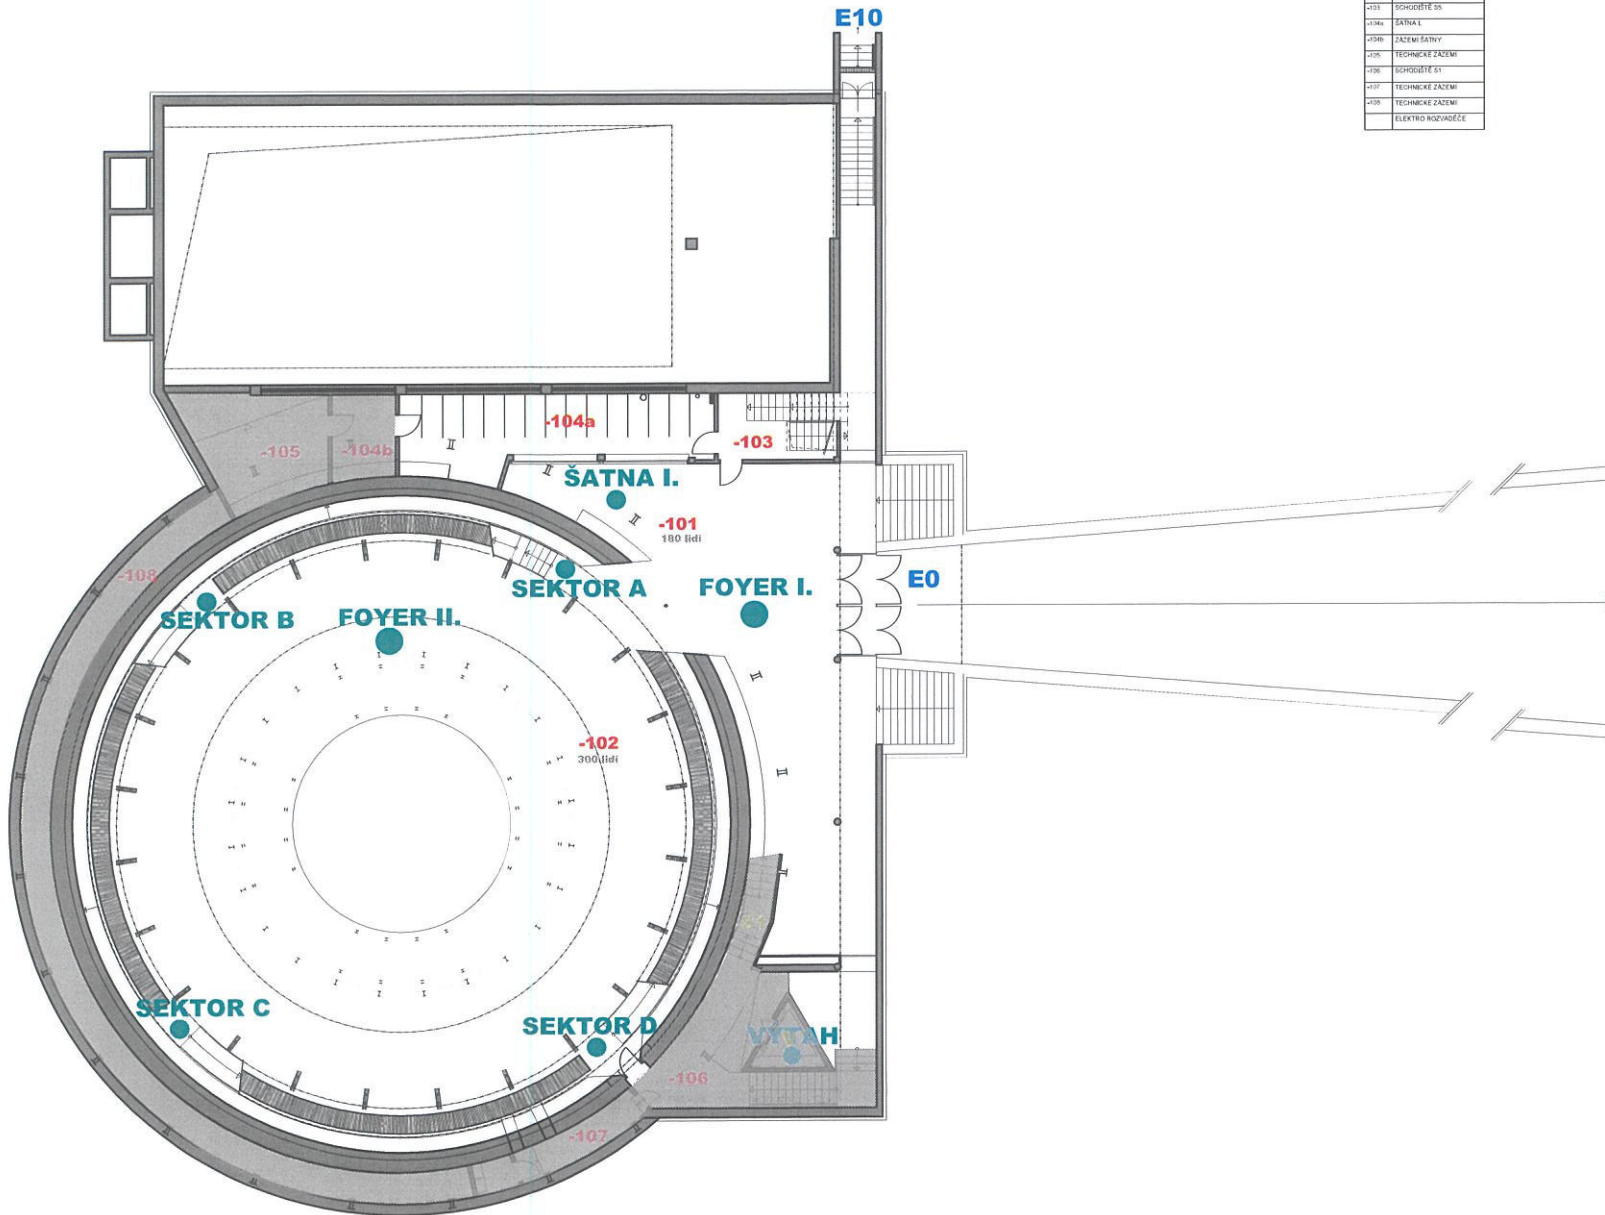 E10
-103 SCHODIŠTĚ S5
-104a ŠATNA I.
-104b ZÁZEMÍ ŠATNY
-105 TECHNICKÉ ZÁZEMÍ
-106 SCHODIŠTĚ S1
-107 TECHNICKÉ ZÁZEMÍ
-108 TECHNICKÉ ZÁZEMÍ
ELEKTRO ROZVADĚČE
-104a
-103
-105
-104b
ŠATNA I.
-101
180 lidí
-108
SEKTOR A
FOYER I.
E0
SEKTOR B
FOYER II.
-102
300 lidí
SEKTOR C
SEKTOR D
VÝTAH
-106
-107